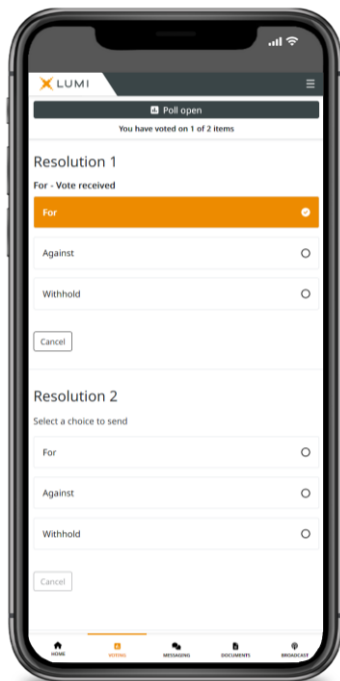 LUMI
Poll open
You have voted on 1 of 2 items
Resolution 1
For - Vote received
For
Against
Withhold
Cancel
Resolution 2
Select a choice to send
For
Against
Withhold
Cancel
HOME
VOTING
MESSAGING
DOCUMENTS
BROADCAST